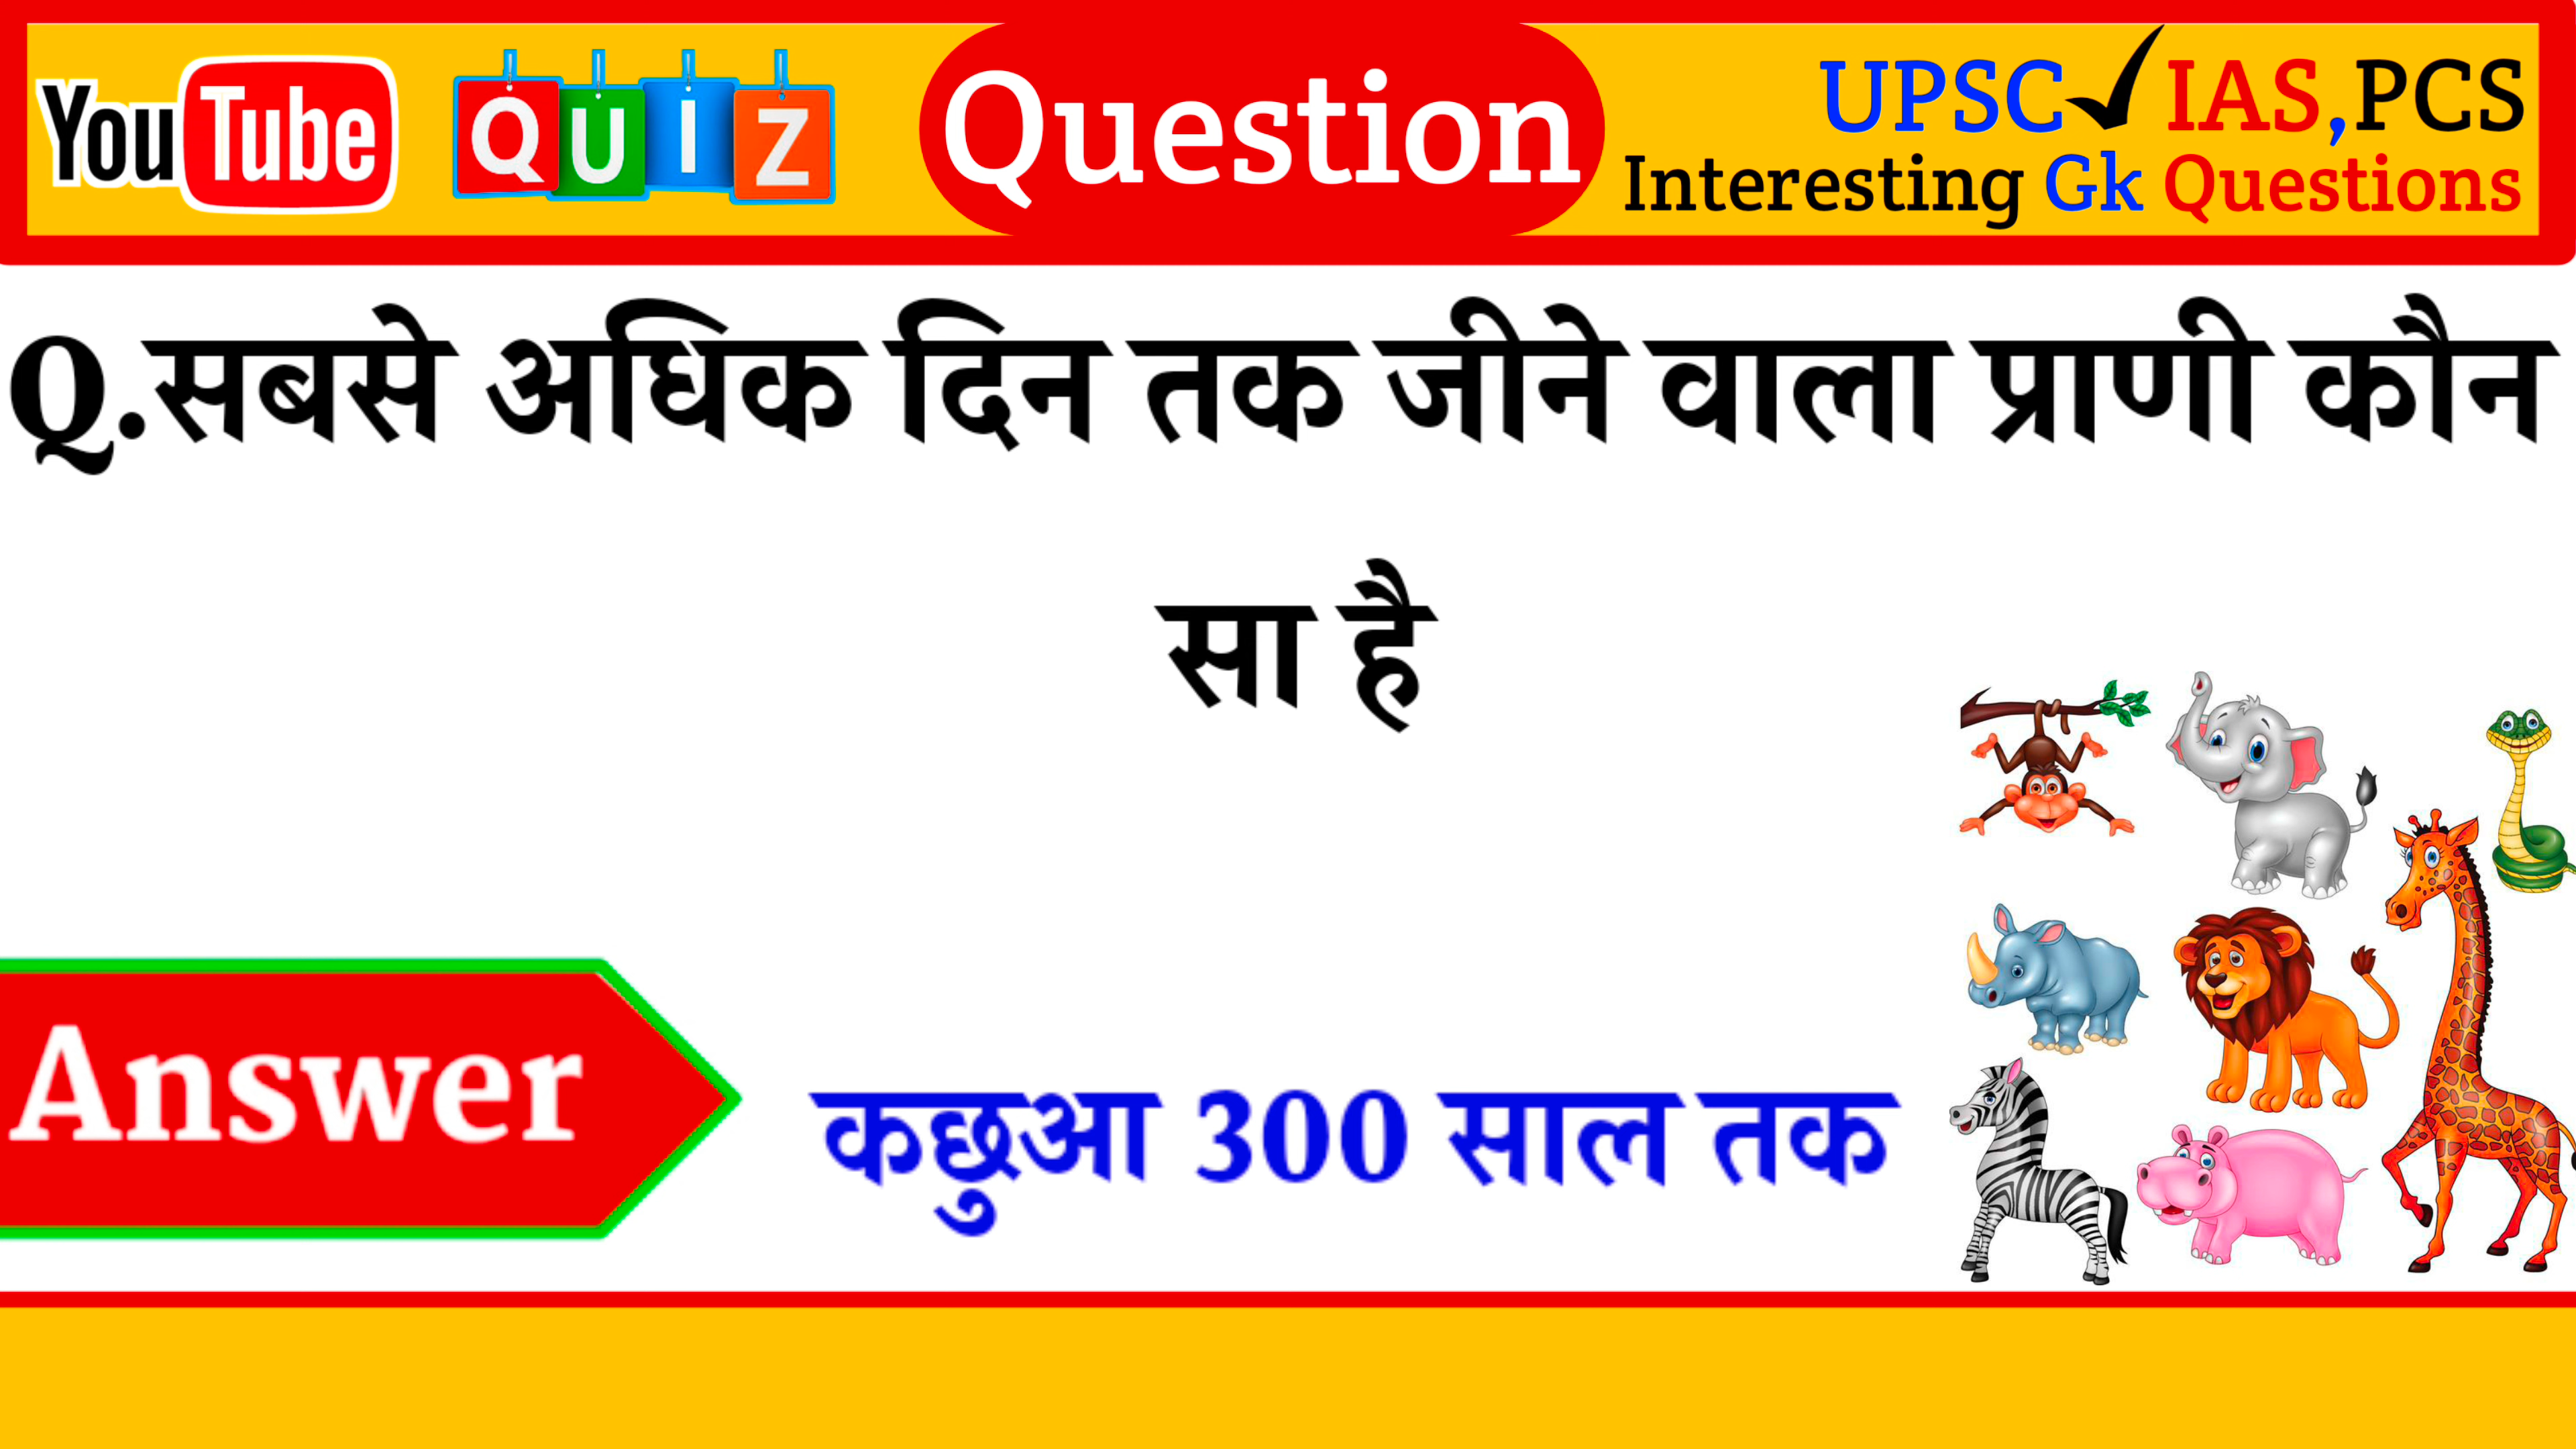 YouTube QUIZ Question UPSC✓IAS,PCS
Interesting Gk Questions
Q.सबसे अधिक दिन तक जीने वाला प्राणी कौन
सा है
Answer
कछुआ 300 साल तक